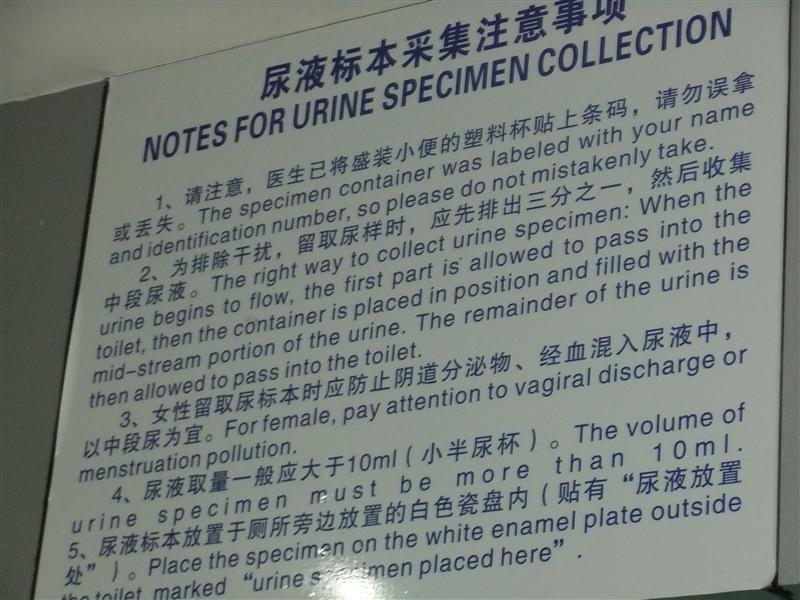 尿液标本采集注意事项
NOTES FOR URINE SPECIMEN COLLECTION
1、请注意，医生已将盛装小便的塑料杯贴上条码，请勿误拿
或丢失。The specimen container was labeled with your name
and identification number, so please do not mistakenly take.
2、为排除干扰，留取尿样时，应先排出三分之一，然后收集
中段尿液。The right way to collect urine specimen: When the
urine begins to flow, the first part is allowed to pass into the
toilet, then the container is placed in position and filled with the
mid-stream portion of the urine. The remainder of the urine is
then allowed to pass into the toilet.
3、女性留取尿标本时应防止阴道分泌物、经血混入尿液中，
以中段尿为宜。For female, pay attention to vagiral discharge or
menstruation pollution.
4、尿液取量一般应大于10ml（小半尿杯）。The volume of
urine specimen must be more than 10ml.
5、尿液标本放置于厕所旁边放置的白色瓷盘内（贴有“尿液放置
处”）。Place the specimen on the white enamel plate outside
the toilet, marked “urine specimen placed here”.